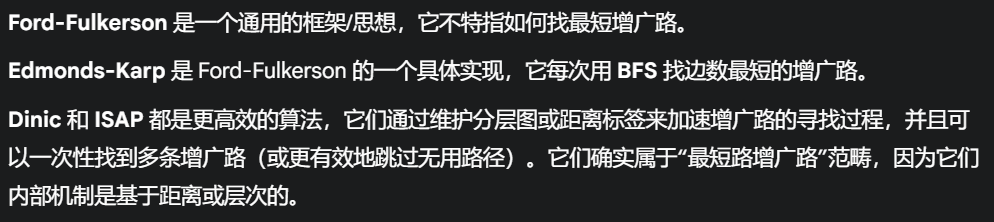 Ford-Fulkerson 是一个通用的框架/思想，它不特指如何找最短增广路。
Edmonds-Karp 是 Ford-Fulkerson 的一个具体实现，它每次用 BFS 找边数最短的增广路。
Dinic 和 ISAP 都是更高效的算法，它们通过维护分层图或距离标签来加速增广路的寻找过程，并且可
以一次性找到多条增广路（或更有效地跳过无用路径）。它们确实属于“最短路增广路”范畴，因为它们
内部机制是基于距离或层次的。